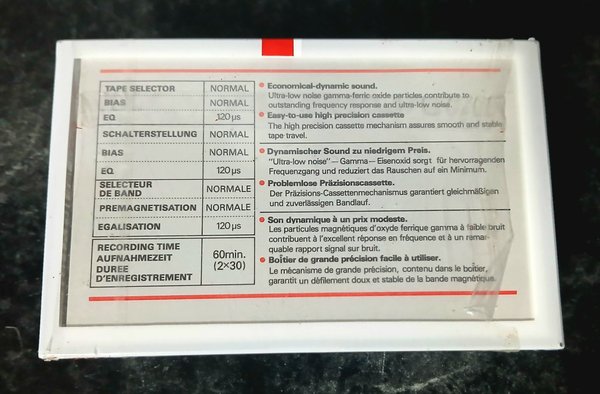 TAPE SELECTOR NORMAL
BIAS NORMAL
EQ 120 µs
SCHALTERSTELLUNG NORMAL
BIAS NORMAL
EQ 120 µs
SELECTEUR
DE BAND NORMALE
PREMAGNETISATION NORMALE
EGALISATION 120 µs
RECORDING TIME
AUFNAHMEZEIT
DUREE
D'ENREGISTREMENT
60min.
(2×30)
Economical-dynamic sound.
Ultra-low noise gamma-ferric oxide particles contribute to
outstanding frequency response and ultra-low noise.
Easy-to-use high precision cassette
The high precision cassette mechanism assures smooth and stable
tape travel.
Dynamischer Sound zu niedrigem Preis.
"Ultra-low noise"—Gamma—Eisenoxid sorgt für hervorragenden
Frequenzgang und reduziert das Rauschen auf ein Minimum.
Problemlose Präzisionscassette.
Der Präzisions-Cassettenmechanismus garantiert gleichmäßigen
und zuverlässigen Bandlauf.
Son dynamique à un prix modeste.
Les particules magnétiques d'oxyde ferrique gamma à faible bruit
contribuent à l'excellent réponse en fréquence et à un remar-
quable rapport signal sur bruit.
Boîtier de grande précision facile à utiliser.
Le mécanisme de grande précision, contenu dans le boîtier,
garantit un défilement doux et stable de la bande magnétique.